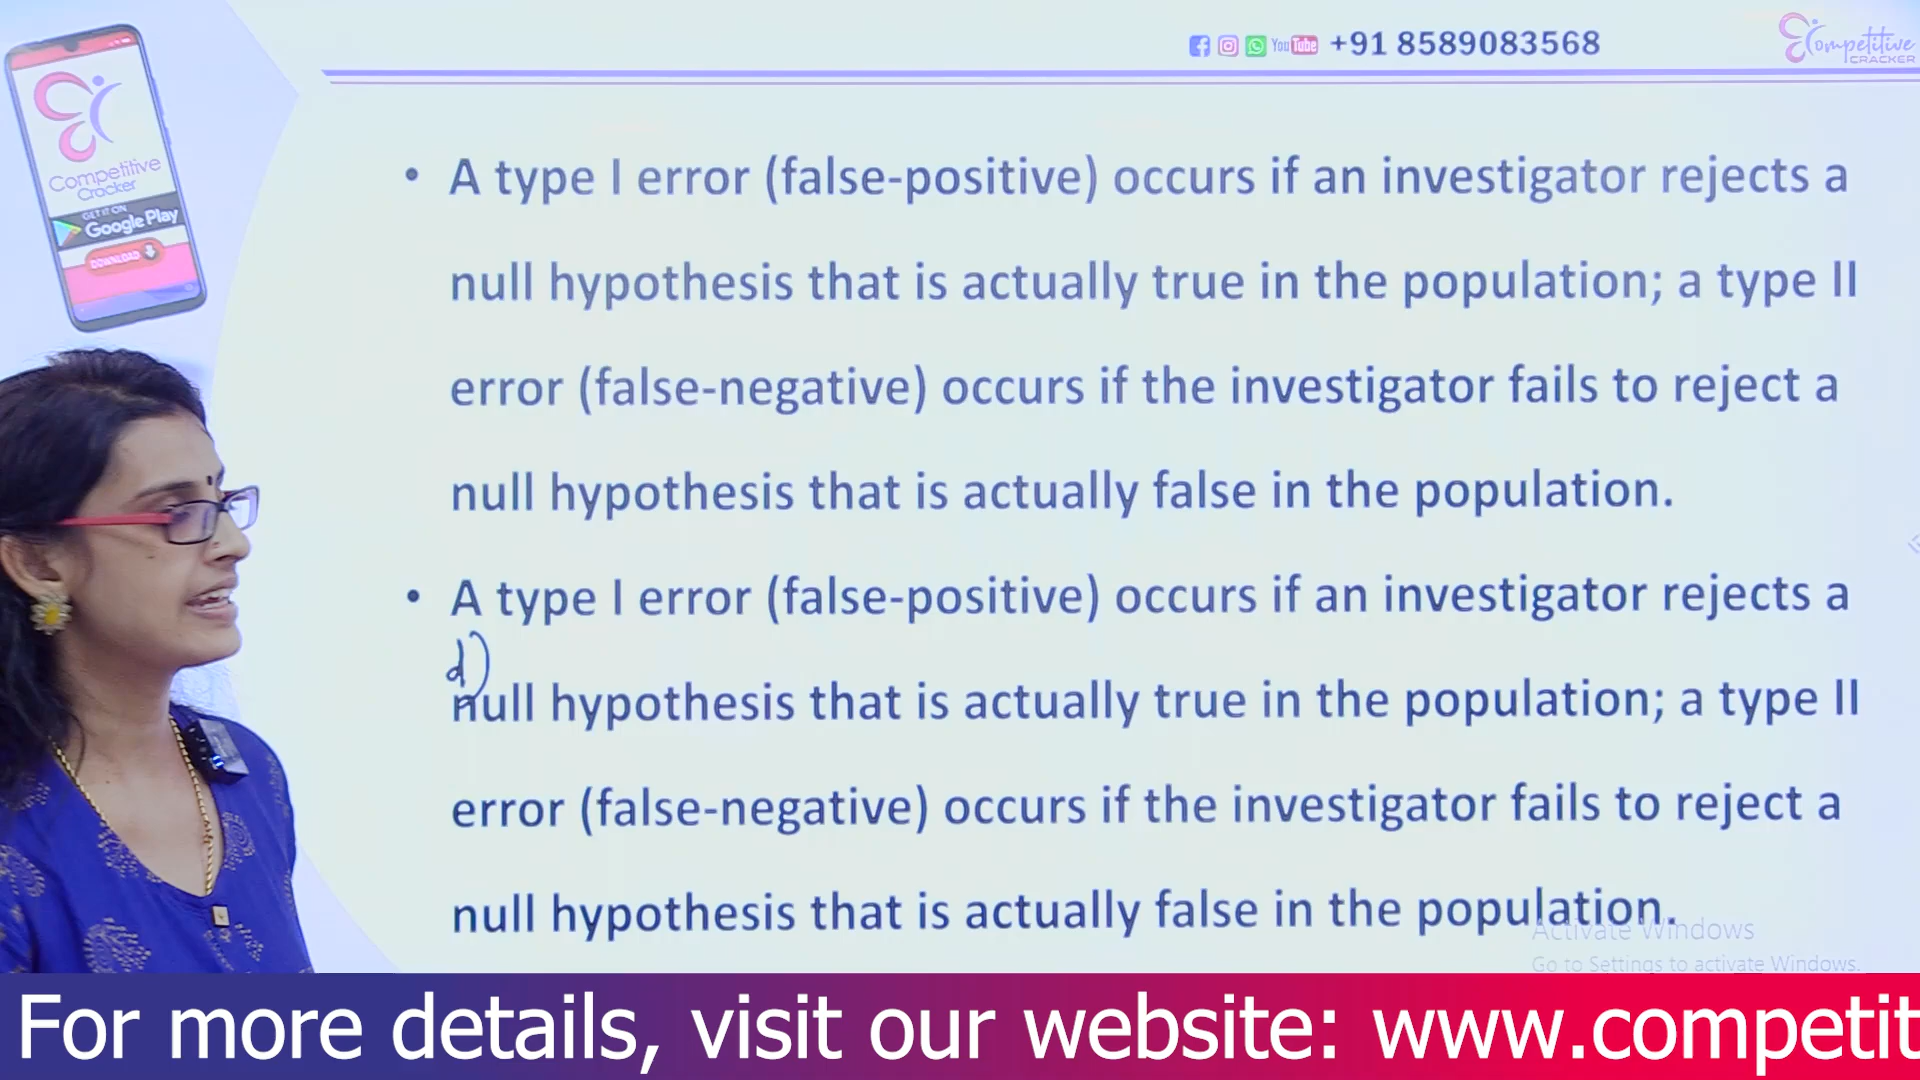 You Tube +91 8589083568
Competitive
CRACKER
Competitive
Cracker
GET IT ON
Google Play
DOWNLOAD
• A type I error (false-positive) occurs if an investigator rejects a
null hypothesis that is actually true in the population; a type II
error (false-negative) occurs if the investigator fails to reject a
null hypothesis that is actually false in the population.
• A type I error (false-positive) occurs if an investigator rejects a
d)
null hypothesis that is actually true in the population; a type II
error (false-negative) occurs if the investigator fails to reject a
null hypothesis that is actually false in the population.
Activate Windows
Go to Settings to activate Windows.
For more details, visit our website: www.competit